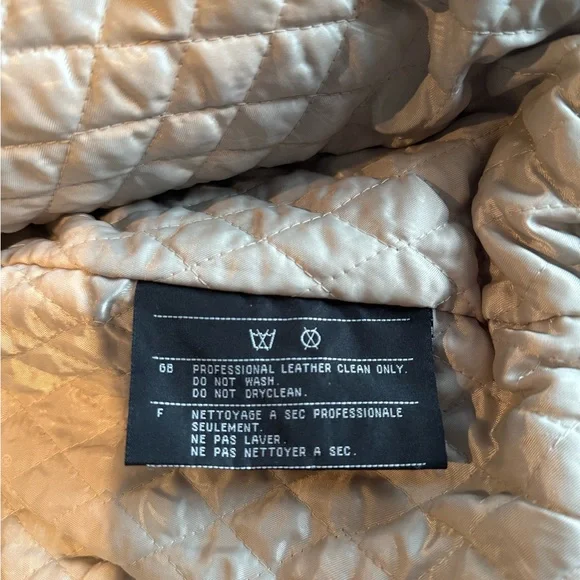 GB PROFESSIONAL LEATHER CLEAN ONLY.
DO NOT WASH.
DO NOT DRYCLEAN.
F NETTOYAGE A SEC PROFESSIONALE
SEULEMENT.
NE PAS LAVER.
NE PAS NETTOYER A SEC.